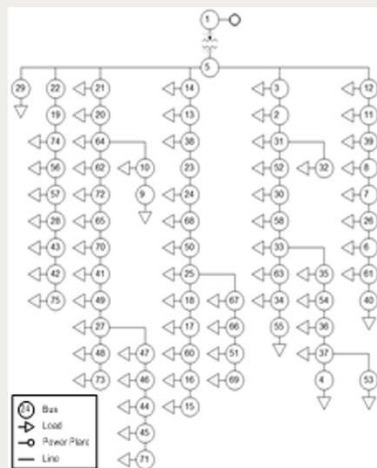 1
5
29 22 21 14 3 12
19 20 13 2 11
74 64 38 31 39
56 62 10 23 52 32 8
57 72 9 24 30 7
28 65 68 58 26
43 70 50 33 6
42 41 25 63 35 61
75 49 18 67 34 54 40
27 17 66 55 36
48 47 60 51 37
73 46 16 69 4 53
44 15
45
71
24 Bus
Load
Power Plant
Line